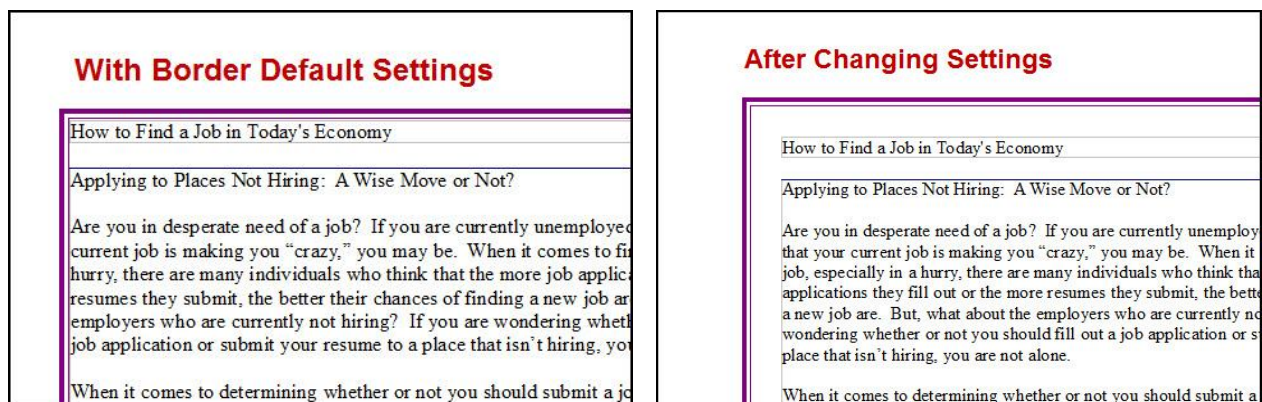 With Border Default Settings
How to Find a Job in Today's Economy
Applying to Places Not Hiring:  A Wise Move or Not?
Are you in desperate need of a job?  If you are currently unemployed
current job is making you “crazy,” you may be.  When it comes to
hurry, there are many individuals who think that the more job
resumes they submit, the better their chances of finding a new job
employers who are currently not hiring?  If you are wondering
job application or submit your resume to a place that isn’t hiring,
When it comes to determining whether or not you should submit a
After Changing Settings
How to Find a Job in Today's Economy
Applying to Places Not Hiring:  A Wise Move or Not?
Are you in desperate need of a job?  If you are currently
that your current job is making you “crazy,” you may be.  When it
job, especially in a hurry, there are many individuals who think
applications they fill out or the more resumes they submit, the
a new job are.  But, what about the employers who are currently
wondering whether or not you should fill out a job application or
place that isn’t hiring, you are not alone.
When it comes to determining whether or not you should submit a